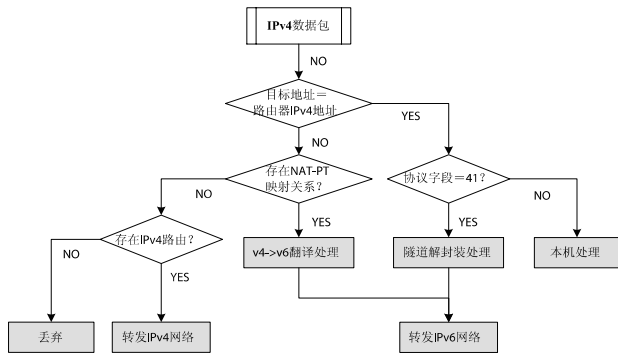 IPv4数据包
NO
目标地址＝
路由器IPv4地址
YES
NO
存在NAT-PT
映射关系？
协议字段＝41？
NO
NO
YES
YES
存在IPv4路由？
v4->v6翻译处理
隧道解封装处理
本机处理
NO
YES
丢弃
转发IPv4网络
转发IPv6网络